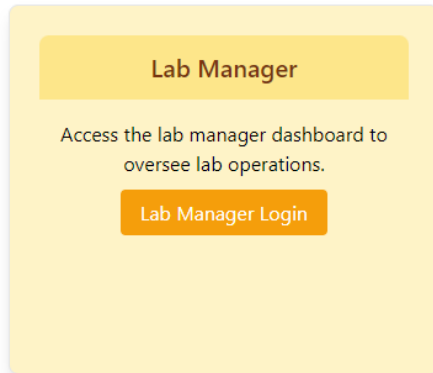 Lab Manager
Access the lab manager dashboard to
oversee lab operations.
Lab Manager Login